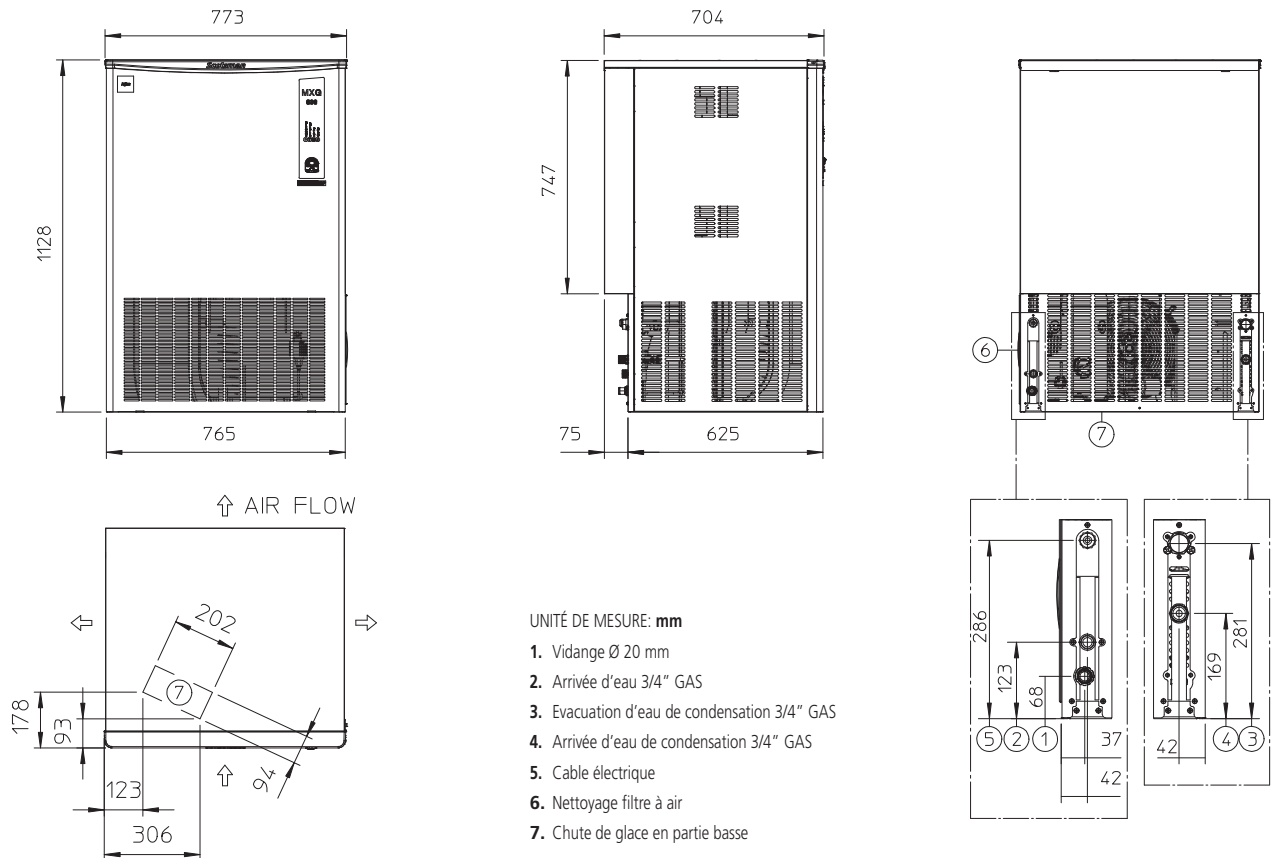 773
704
Scotsman
MXG
1128
747
765
75
625
6
7
AIR FLOW
202
7
178
93
94
123
306
UNITÉ DE MESURE: mm
1. Vidange Ø 20 mm
2. Arrivée d’eau 3/4” GAS
3. Evacuation d’eau de condensation 3/4” GAS
4. Arrivée d’eau de condensation 3/4” GAS
5. Cable électrique
6. Nettoyage filtre à air
7. Chute de glace en partie basse
286
123
68
5
2
1
37
42
281
169
42
4
3